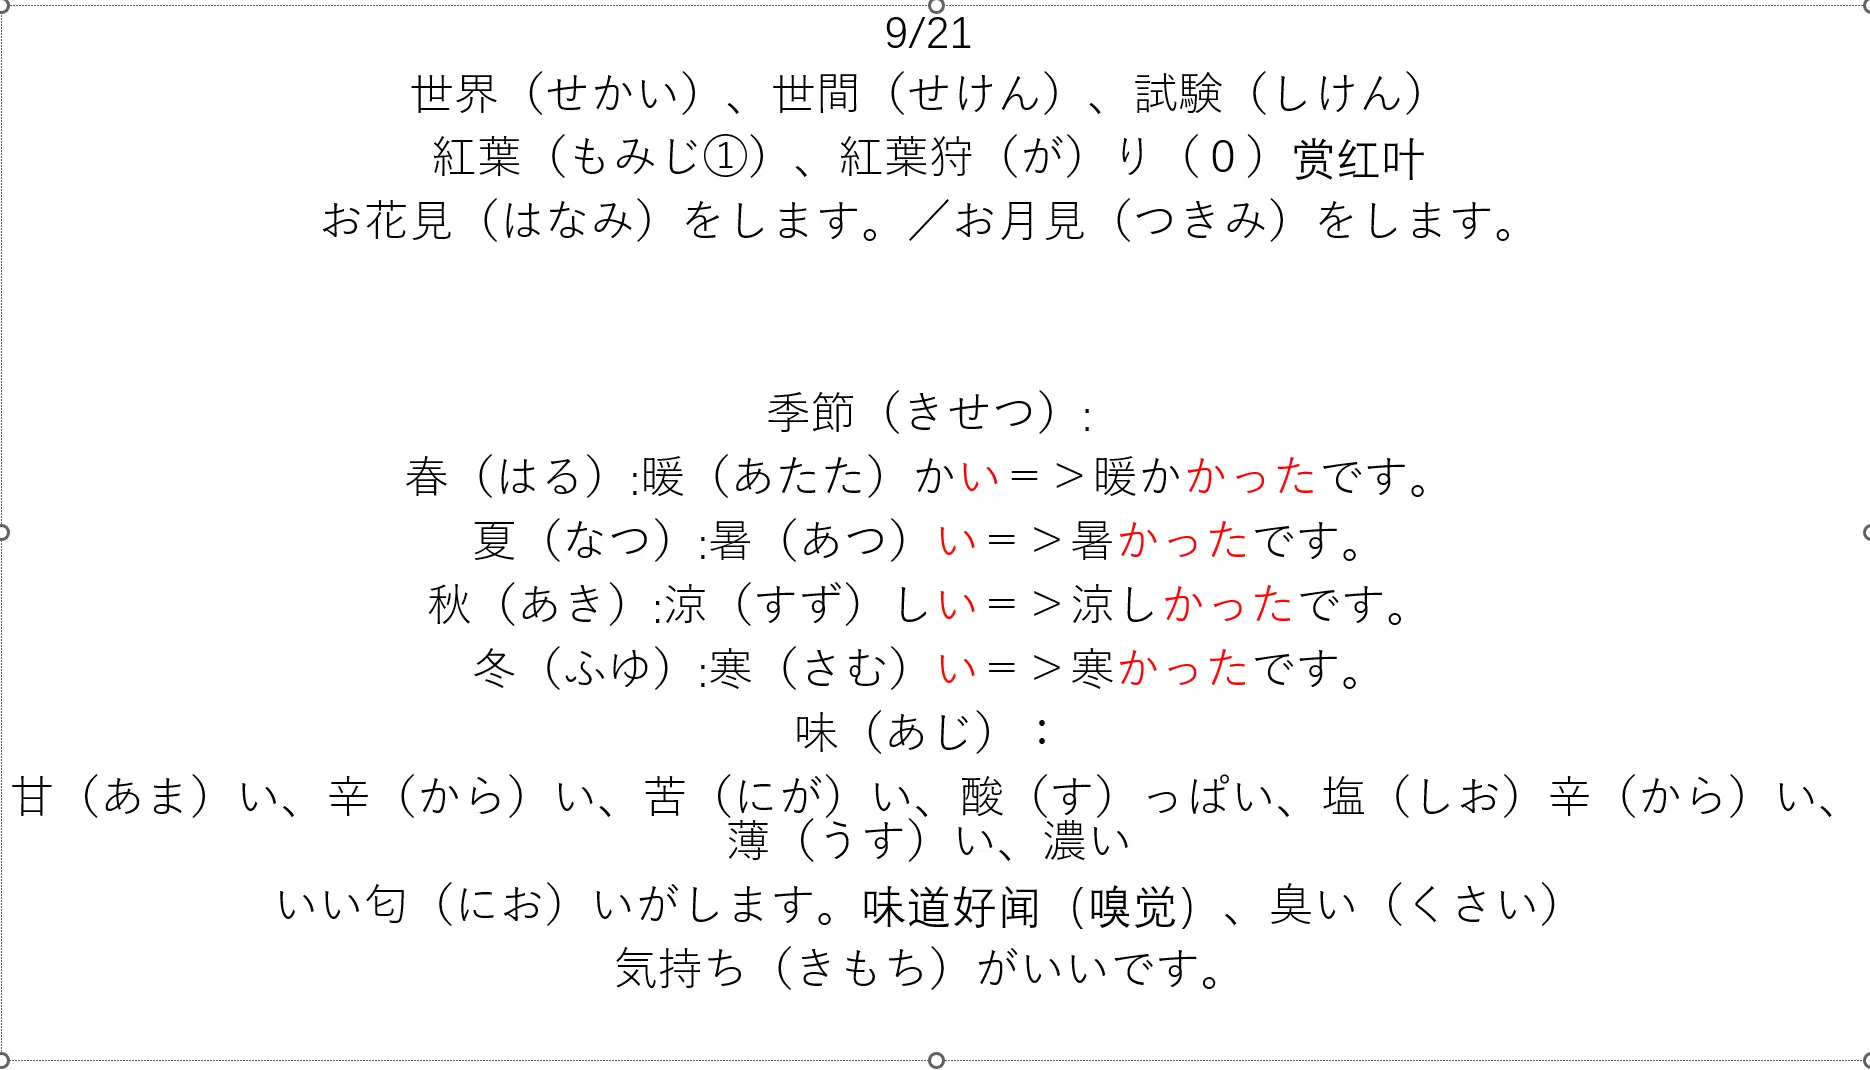 9/21
世界（せかい）、世間（せけん）、試験（しけん）
紅葉（もみじ①）、紅葉狩（が）り（０）赏红叶
お花見（はなみ）をします。／お月見（つきみ）をします。
季節（きせつ）:
春（はる）:暖（あたた）かい＝＞暖かかったです。
夏（なつ）:暑（あつ）い＝＞暑かったです。
秋（あき）:涼（すず）しい＝＞涼しかったです。
冬（ふゆ）:寒（さむ）い＝＞寒かったです。
味（あじ）：
甘（あま）い、辛（から）い、苦（にが）い、酸（す）っぱい、塩（しお）辛（から）い、
薄（うす）い、濃い
いい匂（にお）いがします。味道好闻（嗅觉）、臭い（くさい）
気持ち（きもち）がいいです。